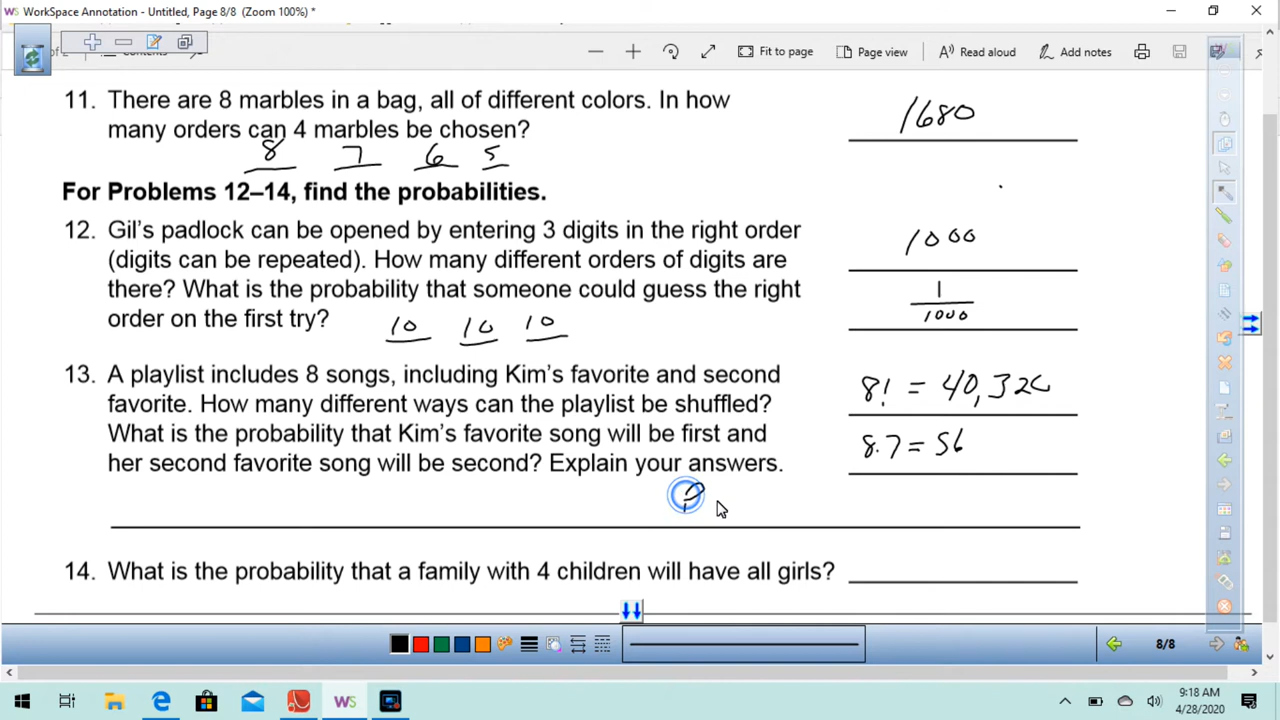 WS WorkSpace Annotation, Page 8/8 (Zoom 100%) *
Fit to page Page view Read aloud Add notes
11. There are 8 marbles in a bag, all of different colors. In how
many orders can 4 marbles be chosen?
1680
8 7 6 5
For Problems 12–14, find the probabilities.
12. Gil's padlock can be opened by entering 3 digits in the right order
(digits can be repeated). How many different orders of digits are
there? What is the probability that someone could guess the right
order on the first try?
1000
1
1000
10 10 10
13. A playlist includes 8 songs, including Kim's favorite and second
favorite. How many different ways can the playlist be shuffled?
What is the probability that Kim's favorite song will be first and
her second favorite song will be second? Explain your answers.
8! = 40,320
8·7 = 56
14. What is the probability that a family with 4 children will have all girls?
8/8
WS
9:18 AM
4/28/2020